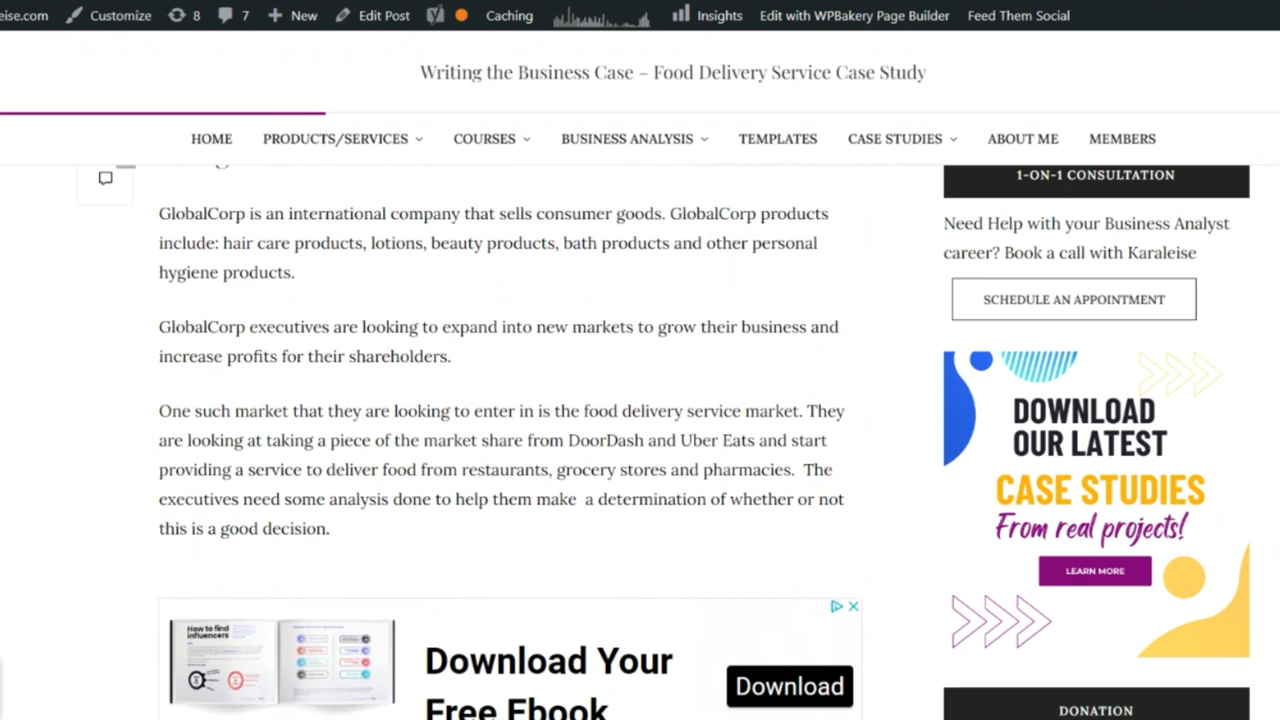 eise.com Customize 8 7 New Edit Post Caching Insights Edit with WPBakery Page Builder Feed Them Social
Writing the Business Case – Food Delivery Service Case Study
HOME PRODUCTS/SERVICES COURSES BUSINESS ANALYSIS TEMPLATES CASE STUDIES ABOUT ME MEMBERS
GlobalCorp is an international company that sells consumer goods. GlobalCorp products
include: hair care products, lotions, beauty products, bath products and other personal
hygiene products.
GlobalCorp executives are looking to expand into new markets to grow their business and
increase profits for their shareholders.
One such market that they are looking to enter in is the food delivery service market. They
are looking at taking a piece of the market share from DoorDash and Uber Eats and start
providing a service to deliver food from restaurants, grocery stores and pharmacies. The
executives need some analysis done to help them make a determination of whether or not
this is a good decision.
How to find
influencers
Download Your
Free Ebook
Download
1-ON-1 CONSULTATION
Need Help with your Business Analyst
career? Book a call with Karaleise
SCHEDULE AN APPOINTMENT
DOWNLOAD
OUR LATEST
CASE STUDIES
From real projects!
LEARN MORE
DONATION